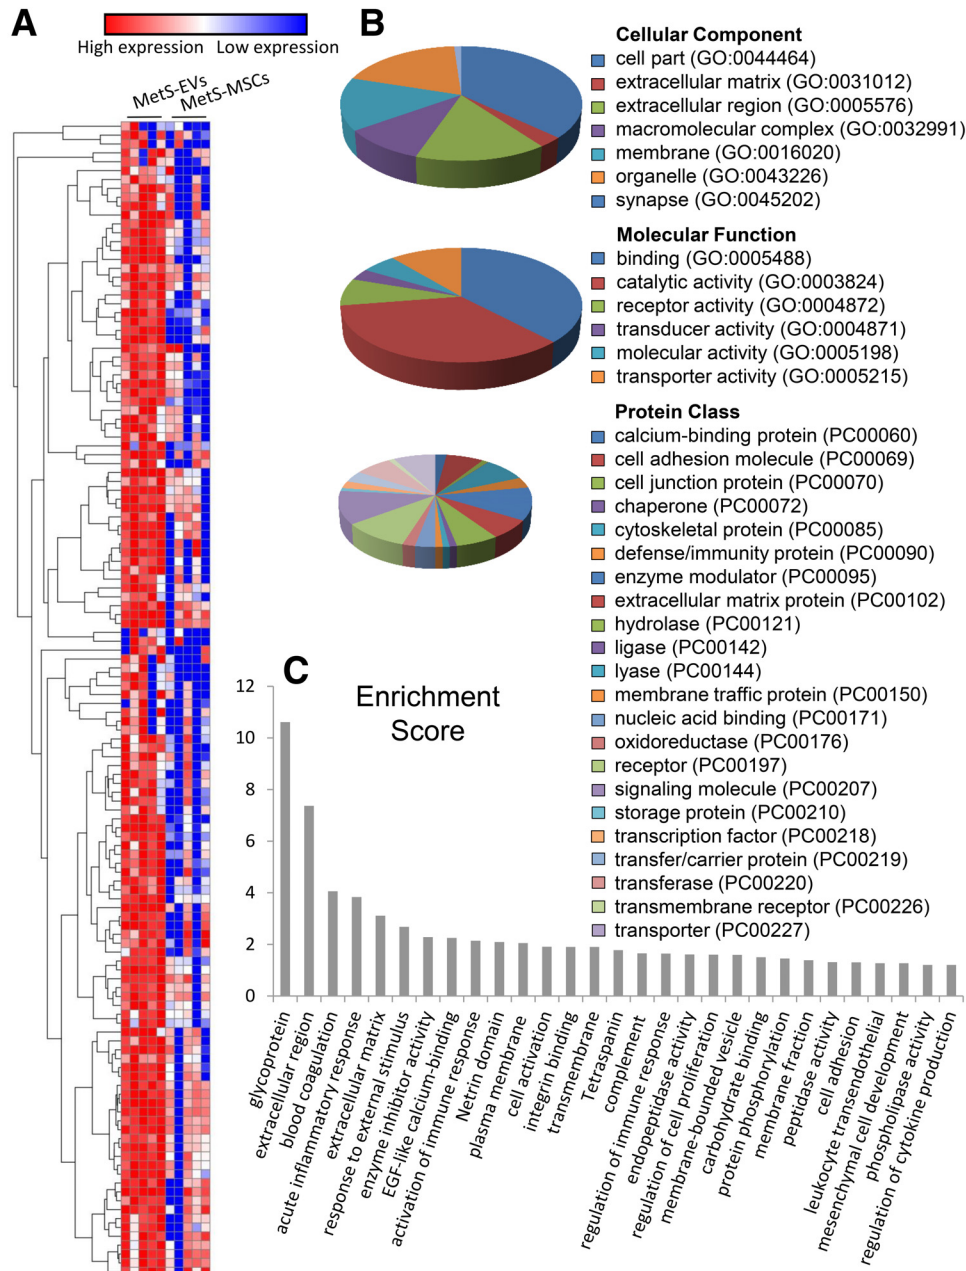 A
High expression
Low expression
MetS-EVs
MetS-MSCs
B
Cellular Component
cell part (GO:0044464)
extracellular matrix (GO:0031012)
extracellular region (GO:0005576)
macromolecular complex (GO:0032991)
membrane (GO:0016020)
organelle (GO:0043226)
synapse (GO:0045202)
Molecular Function
binding (GO:0005488)
catalytic activity (GO:0003824)
receptor activity (GO:0004872)
transducer activity (GO:0004871)
molecular activity (GO:0005198)
transporter activity (GO:0005215)
Protein Class
calcium-binding protein (PC00060)
cell adhesion molecule (PC00069)
cell junction protein (PC00070)
chaperone (PC00072)
cytoskeletal protein (PC00085)
defense/immunity protein (PC00090)
enzyme modulator (PC00095)
extracellular matrix protein (PC00102)
hydrolase (PC00121)
ligase (PC00142)
lyase (PC00144)
membrane traffic protein (PC00150)
nucleic acid binding (PC00171)
oxidoreductase (PC00176)
receptor (PC00197)
signaling molecule (PC00207)
storage protein (PC00210)
transcription factor (PC00218)
transfer/carrier protein (PC00219)
transferase (PC00220)
transmembrane receptor (PC00226)
transporter (PC00227)
C
Enrichment
Score
12
10
8
6
4
2
0
glycoprotein
extracellular region
blood coagulation
acute inflammatory response
extracellular matrix
response to external stimulus
enzyme inhibitor activity
EGF-like calcium-binding
activation of immune response
Netrin domain
plasma membrane
cell activation
integrin binding
transmembrane
Tetraspanin
complement
regulation of immune response
endopeptidase activity
regulation of cell proliferation
membrane-bounded vesicle
carbohydrate binding
protein phosphorylation
membrane fraction
peptidase activity
cell adhesion
leukocyte transendothelial
mesenchymal cell development
phospholipase activity
regulation of cytokine production